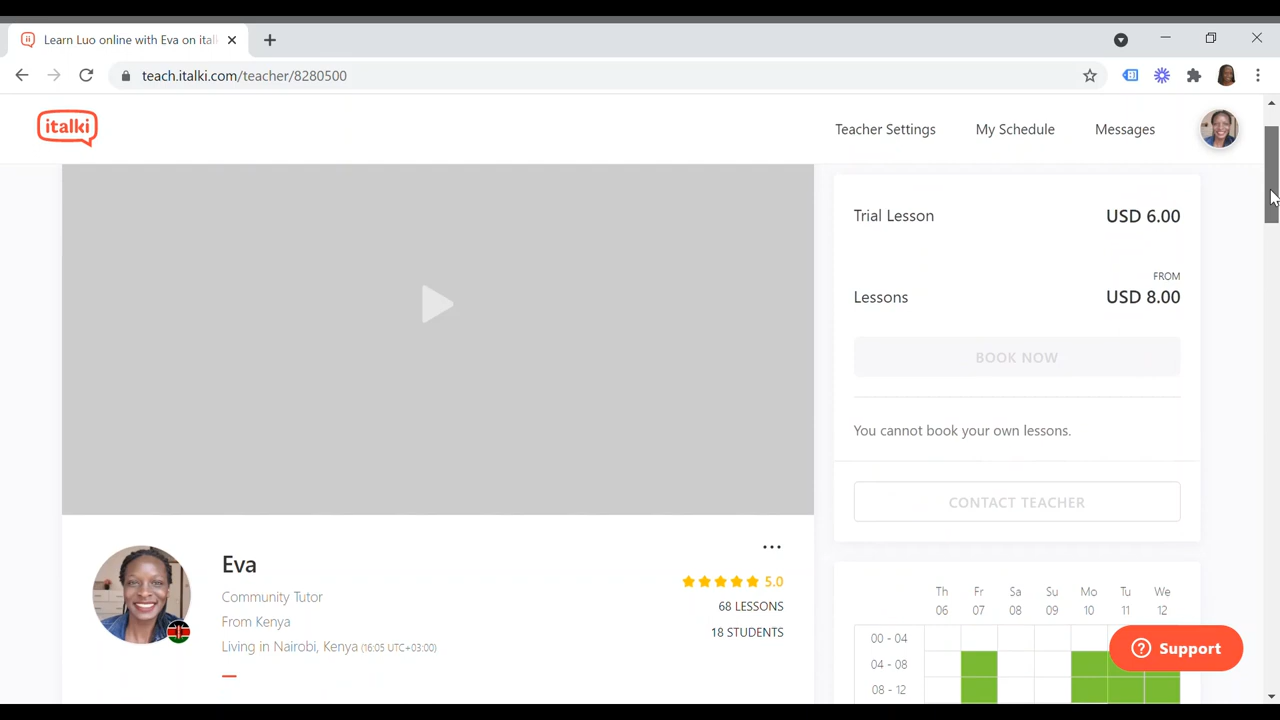 Learn Luo online with Eva on ital
teach.italki.com/teacher/8280500
italki
Teacher Settings
My Schedule
Messages
Trial Lesson
USD 6.00
FROM
Lessons
USD 8.00
BOOK NOW
You cannot book your own lessons.
CONTACT TEACHER
Eva
Community Tutor
From Kenya
Living in Nairobi, Kenya (16:05 UTC+03:00)
5.0
68 LESSONS
18 STUDENTS
Th Fr Sa Su Mo Tu We
06 07 08 09 10 11 12
00 - 04
04 - 08
08 - 12
Support